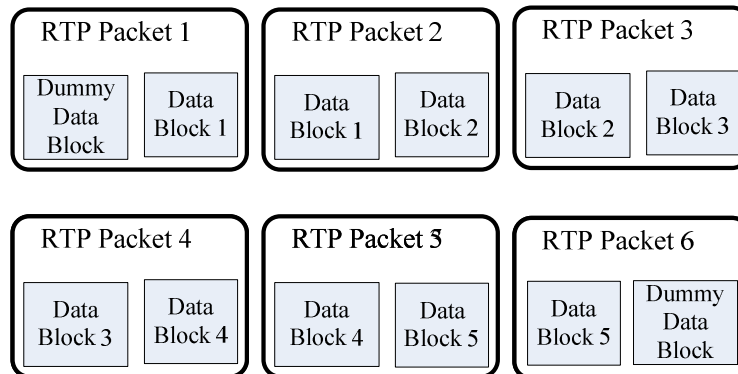 RTP Packet 1
Dummy
Data
Block
Data
Block 1
RTP Packet 2
Data
Block 1
Data
Block 2
RTP Packet 3
Data
Block 2
Data
Block 3
RTP Packet 4
Data
Block 3
Data
Block 4
RTP Packet 5
Data
Block 4
Data
Block 5
RTP Packet 6
Data
Block 5
Dummy
Data
Block